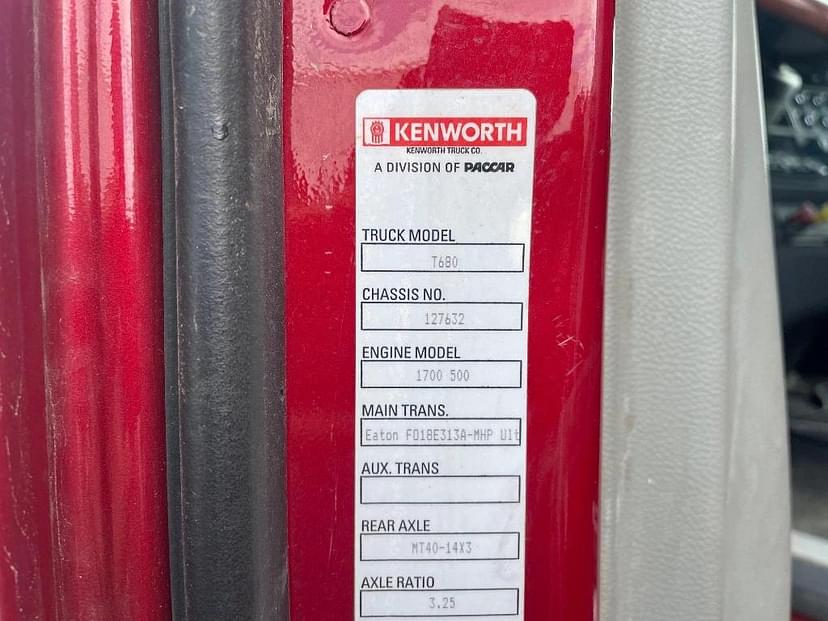 KENWORTH
KENWORTH TRUCK CO.
A DIVISION OF PACCAR
TRUCK MODEL
T680
CHASSIS NO.
127632
ENGINE MODEL
1700 500
MAIN TRANS.
Eaton FO18E313A-MHP Ult
AUX. TRANS
REAR AXLE
MT40-14X3
AXLE RATIO
3.25